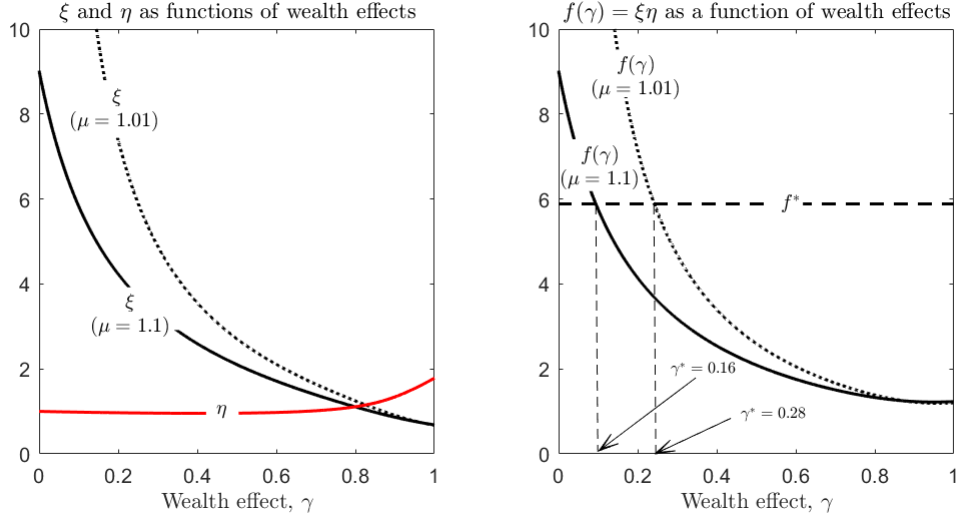 ξ and η as functions of wealth effects
10
8
6
4
2
0
ξ
(μ = 1.01)
ξ
(μ = 1.1)
η
0
0.2
0.4
0.6
0.8
1
Wealth effect, γ
f(γ) = ξη as a function of wealth effects
10
8
6
4
2
0
f(γ)
(μ = 1.01)
f(γ)
(μ = 1.1)
f*
γ* = 0.16
γ* = 0.28
0
0.2
0.4
0.6
0.8
1
Wealth effect, γ